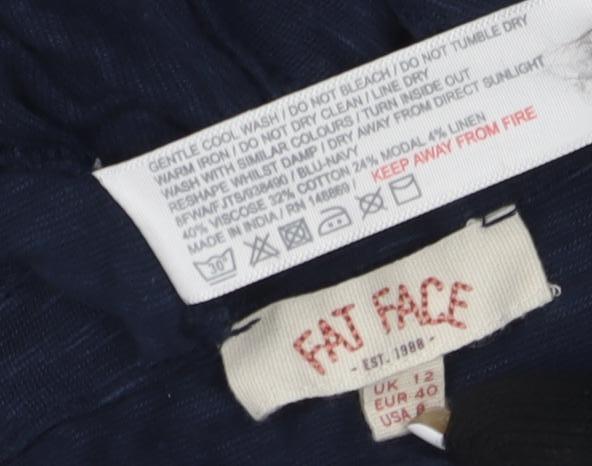 GENTLE COOL WASH / DO NOT BLEACH / DO NOT TUMBLE DRY
WARM IRON / DO NOT DRY CLEAN / LINE DRY
WASH WITH SIMILAR COLOURS / TURN INSIDE OUT
RESHAPE WHILST DAMP / DRY AWAY FROM DIRECT SUNLIGHT
/ BLU-NAVY
40% VISCOSE 32% COTTON 24% MODAL 4% LINEN
MADE IN INDIA / RN 148869 / KEEP AWAY FROM FIRE
30°
FAT FACE
- EST. 1988 -
UK 12
EUR 40
USA 8